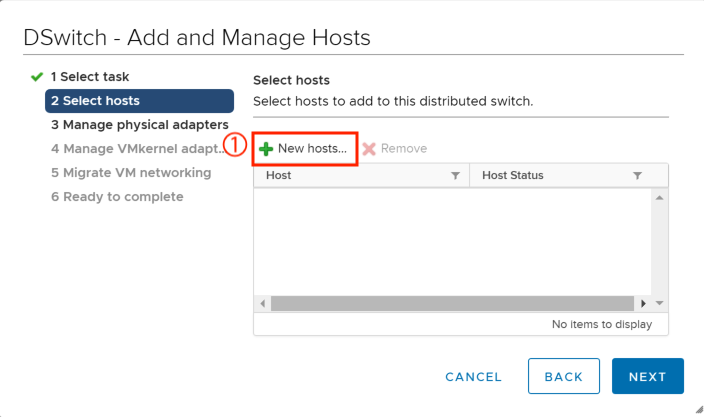 DSwitch - Add and Manage Hosts
1 Select task
2 Select hosts
3 Manage physical adapters
4 Manage VMkernel adapt...
5 Migrate VM networking
6 Ready to complete
Select hosts
Select hosts to add to this distributed switch.
① New hosts... Remove
Host Host Status
No items to display
CANCEL BACK NEXT